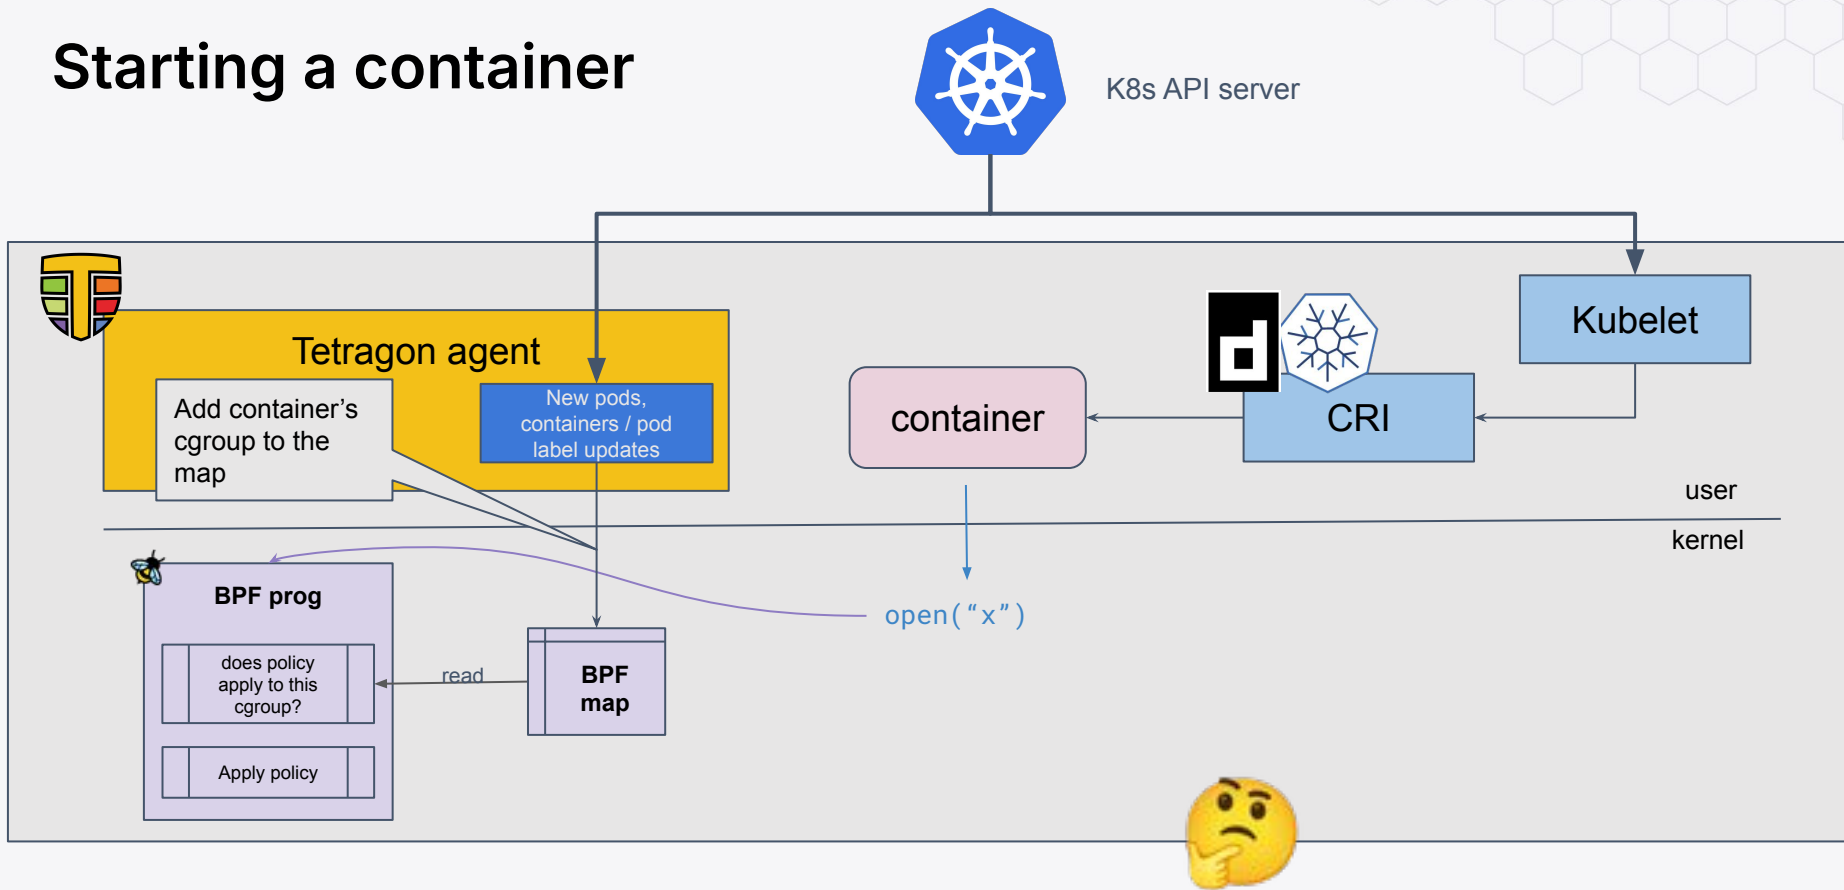 Starting a container
K8s API server
Tetragon agent
Add container’s
cgroup to the
map
New pods,
containers / pod
label updates
container
CRI
Kubelet
user
kernel
BPF prog
does policy
apply to this
cgroup?
Apply policy
read
BPF
map
open(“x”)